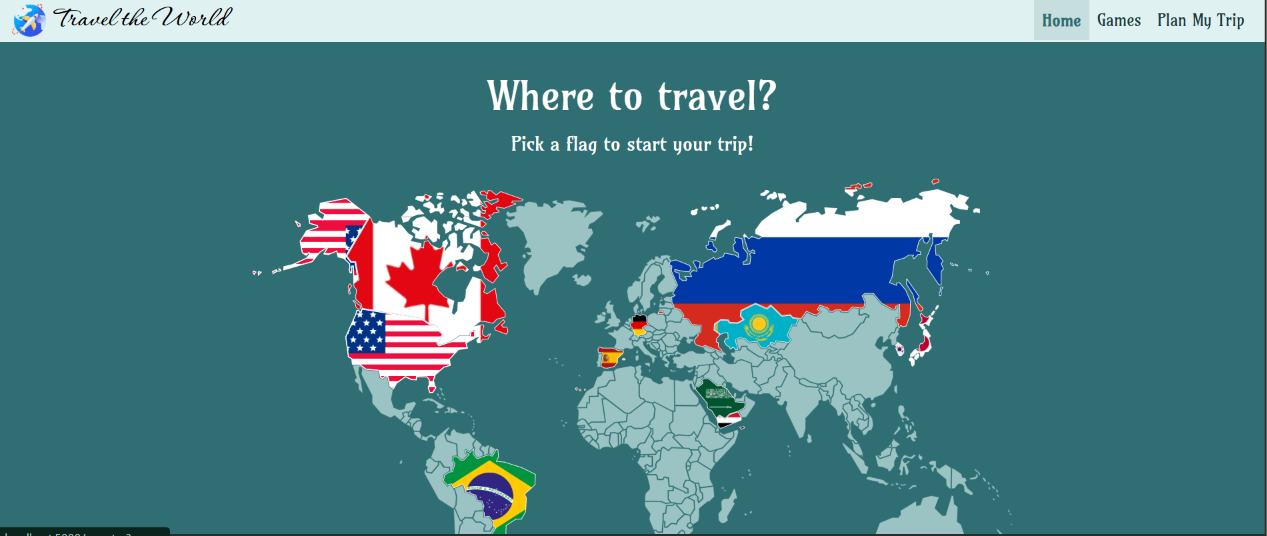 Travel the World
Home Games Plan My Trip
Where to travel?
Pick a flag to start your trip!